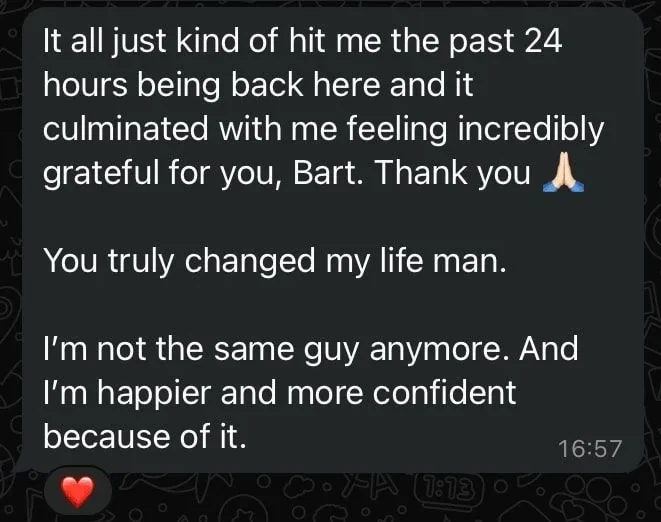 It all just kind of hit me the past 24
hours being back here and it
culminated with me feeling incredibly
grateful for you, Bart. Thank you 🙏🏻
You truly changed my life man.
I’m not the same guy anymore. And
I’m happier and more confident
because of it.
16:57
1:13